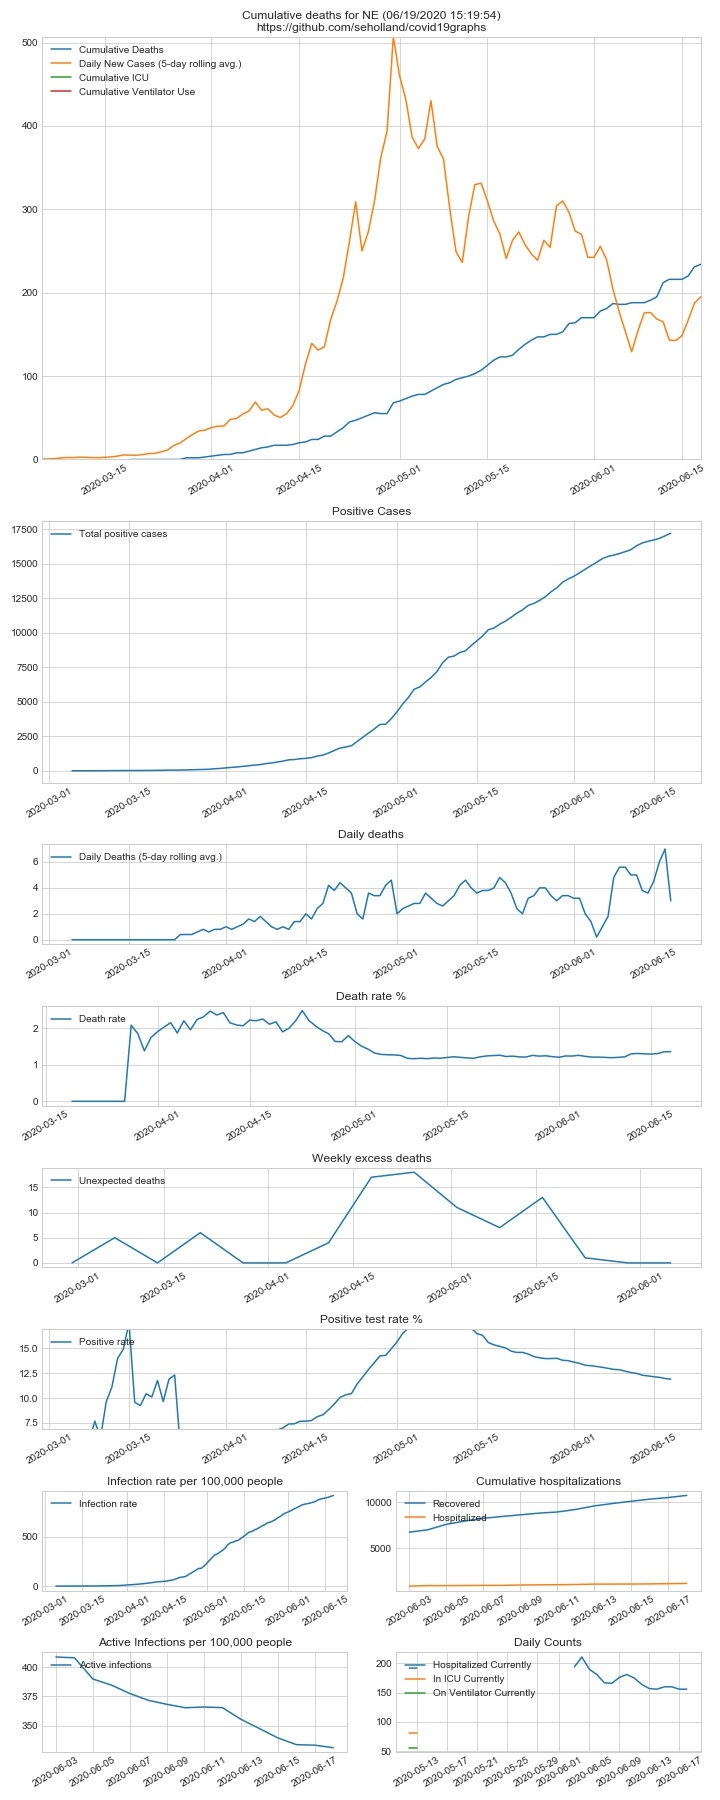 Cumulative deaths for NE (06/19/2020 15:19:54)
https://github.com/seholland/covid19graphs
Cumulative Deaths
Daily New Cases (5-day rolling avg.)
Cumulative ICU
Cumulative Ventilator Use
500
400
300
200
100
0
2020-03-15 2020-04-01 2020-04-15 2020-05-01 2020-05-15 2020-06-01 2020-06-15
Positive Cases
Total positive cases
17500
15000
12500
10000
7500
5000
2500
0
2020-03-01 2020-03-15 2020-04-01 2020-04-15 2020-05-01 2020-05-15 2020-06-01 2020-06-15
Daily deaths
Daily Deaths (5-day rolling avg.)
6
4
2
0
2020-03-01 2020-03-15 2020-04-01 2020-04-15 2020-05-01 2020-05-15 2020-06-01 2020-06-15
Death rate %
Death rate
2
1
0
2020-03-15 2020-04-01 2020-04-15 2020-05-01 2020-05-15 2020-06-01 2020-06-15
Weekly excess deaths
Unexpected deaths
15
10
5
0
2020-03-01 2020-03-15 2020-04-01 2020-04-15 2020-05-01 2020-05-15 2020-06-01
Positive test rate %
Positive rate
15.0
12.5
10.0
7.5
2020-03-01 2020-03-15 2020-04-01 2020-04-15 2020-05-01 2020-05-15 2020-06-01 2020-06-15
Infection rate per 100,000 people
Infection rate
500
0
2020-03-01 2020-03-15 2020-04-01 2020-04-15 2020-05-01 2020-05-15 2020-06-01 2020-06-15
Cumulative hospitalizations
Recovered
Hospitalized
10000
5000
2020-06-03 2020-06-05 2020-06-07 2020-06-09 2020-06-11 2020-06-13 2020-06-15 2020-06-17
Active Infections per 100,000 people
Active infections
400
375
350
2020-06-03 2020-06-05 2020-06-07 2020-06-09 2020-06-11 2020-06-13 2020-06-15 2020-06-17
Daily Counts
Hospitalized Currently
In ICU Currently
On Ventilator Currently
200
150
100
50
2020-05-13 2020-05-17 2020-05-21 2020-05-25 2020-05-29 2020-06-01 2020-06-05 2020-06-09 2020-06-13 2020-06-17